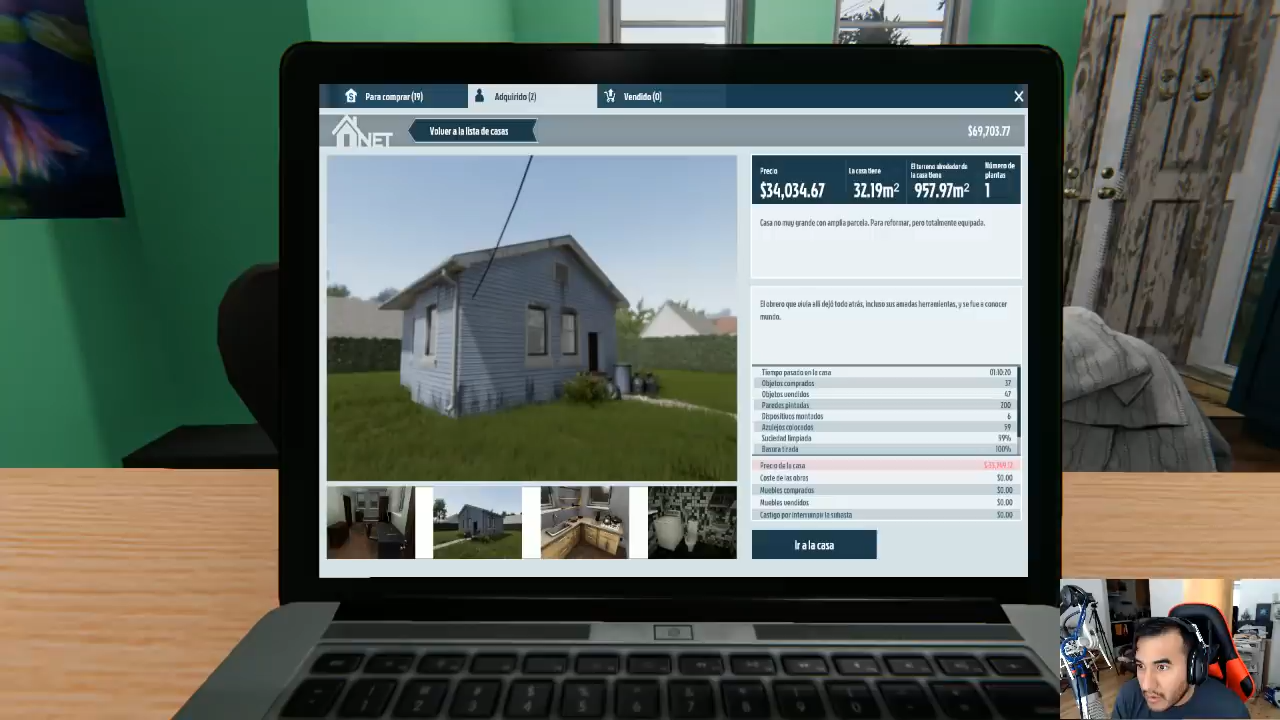 Para comprar (19)
Adquirido (2)
Vendido (0)
NET
Volver a la lista de casas
$69,703.77
Precio
$34,034.67
La casa tiene
32.19m²
El terreno alrededor de
la casa tiene
957.97m²
Número de
plantas
1
Casa no muy grande con amplia parcela. Para reformar, pero totalmente equipada.
El obrero que vivía allí dejó todo atrás, incluso sus amadas herramientas, y se fue a conocer
mundo.
Tiempo pasado en la casa 01:10:20
Objetos comprados 37
Objetos vendidos 47
Paredes pintadas 200
Dispositivos montados 6
Azulejos colocados 59
Suciedad limpiada 99%
Basura tirada 100%
Precio de la casa
Coste de las obras $0.00
Muebles comprados $0.00
Muebles vendidos $0.00
Castigo por interrumpir la subasta $0.00
Ir a la casa